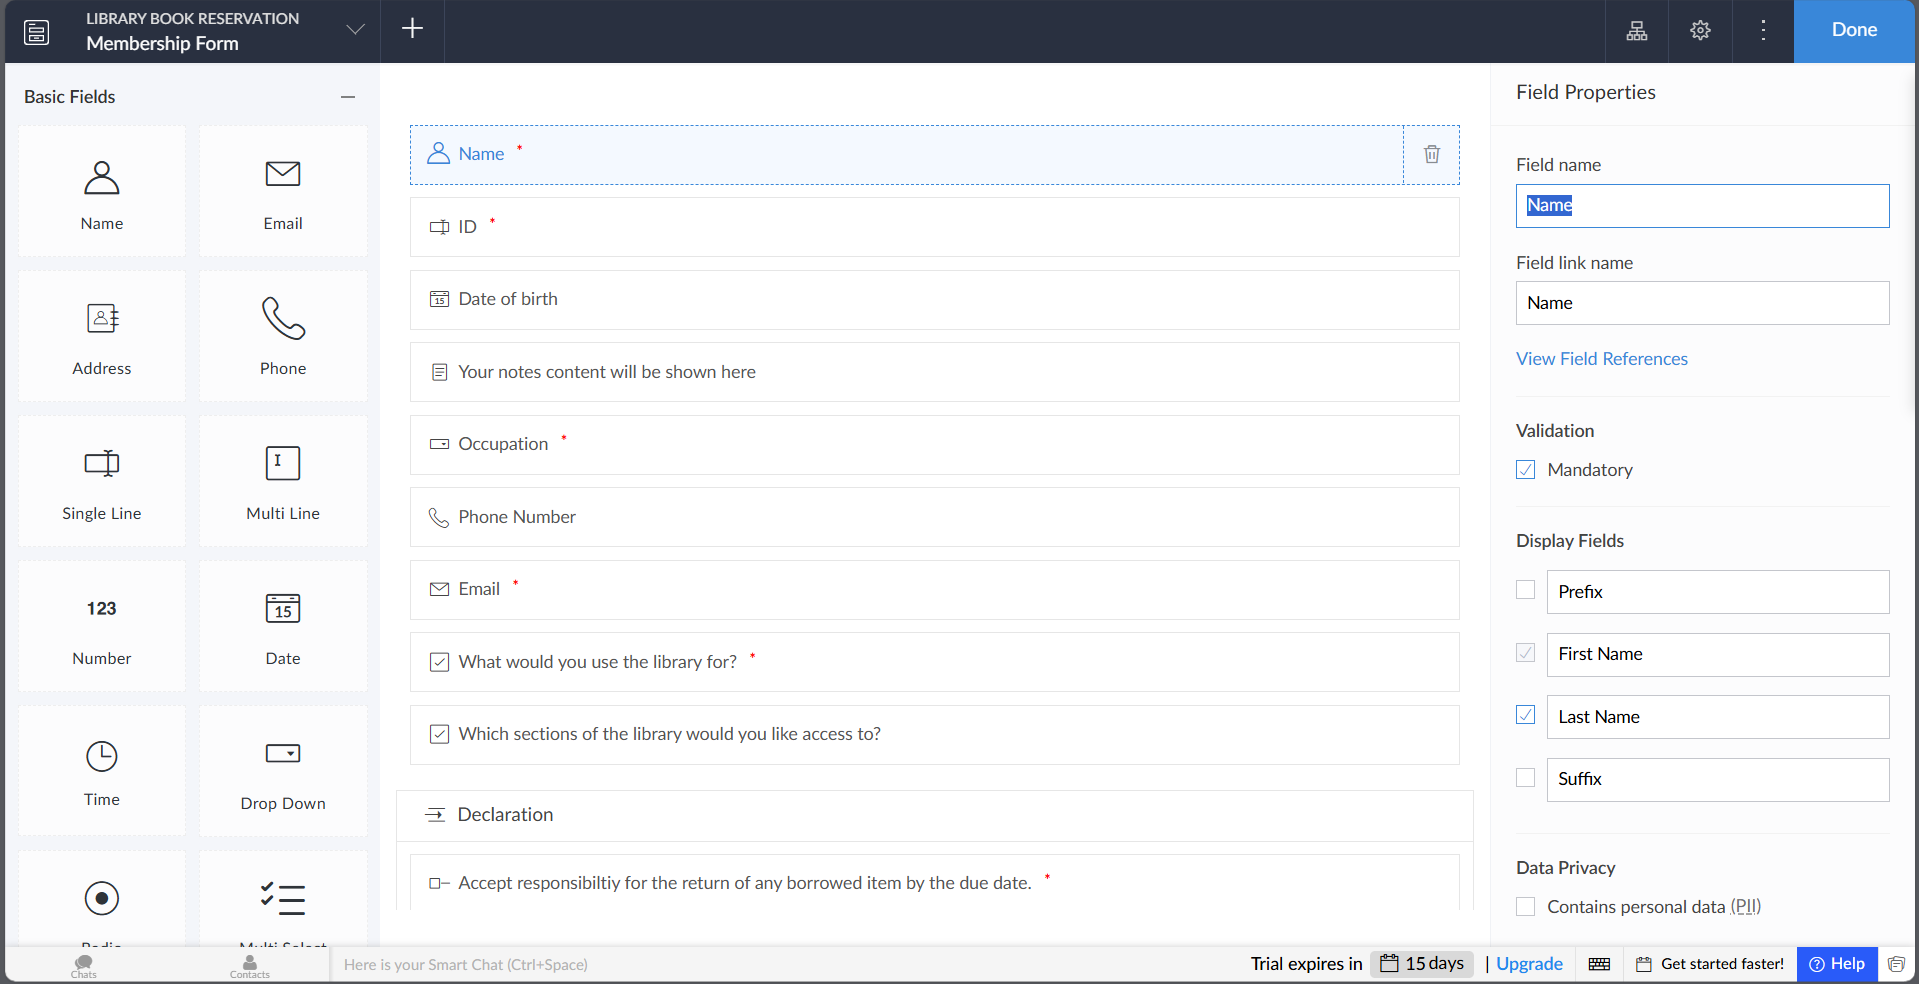 LIBRARY BOOK RESERVATION
Membership Form
Done
Basic Fields
Name
Email
Address
Phone
Single Line
Multi Line
123
Number
15
Date
Time
Drop Down
Radio
Multi Select
Name *
ID *
15 Date of birth
Your notes content will be shown here
Occupation *
Phone Number
Email *
What would you use the library for? *
Which sections of the library would you like access to?
Declaration
Accept responsibiltiy for the return of any borrowed item by the due date. *
Field Properties
Field name
Name
Field link name
Name
View Field References
Validation
Mandatory
Display Fields
Prefix
First Name
Last Name
Suffix
Data Privacy
Contains personal data (PII)
Chats
Contacts
Here is your Smart Chat (Ctrl+Space)
Trial expires in 15 days | Upgrade
Get started faster!
Help